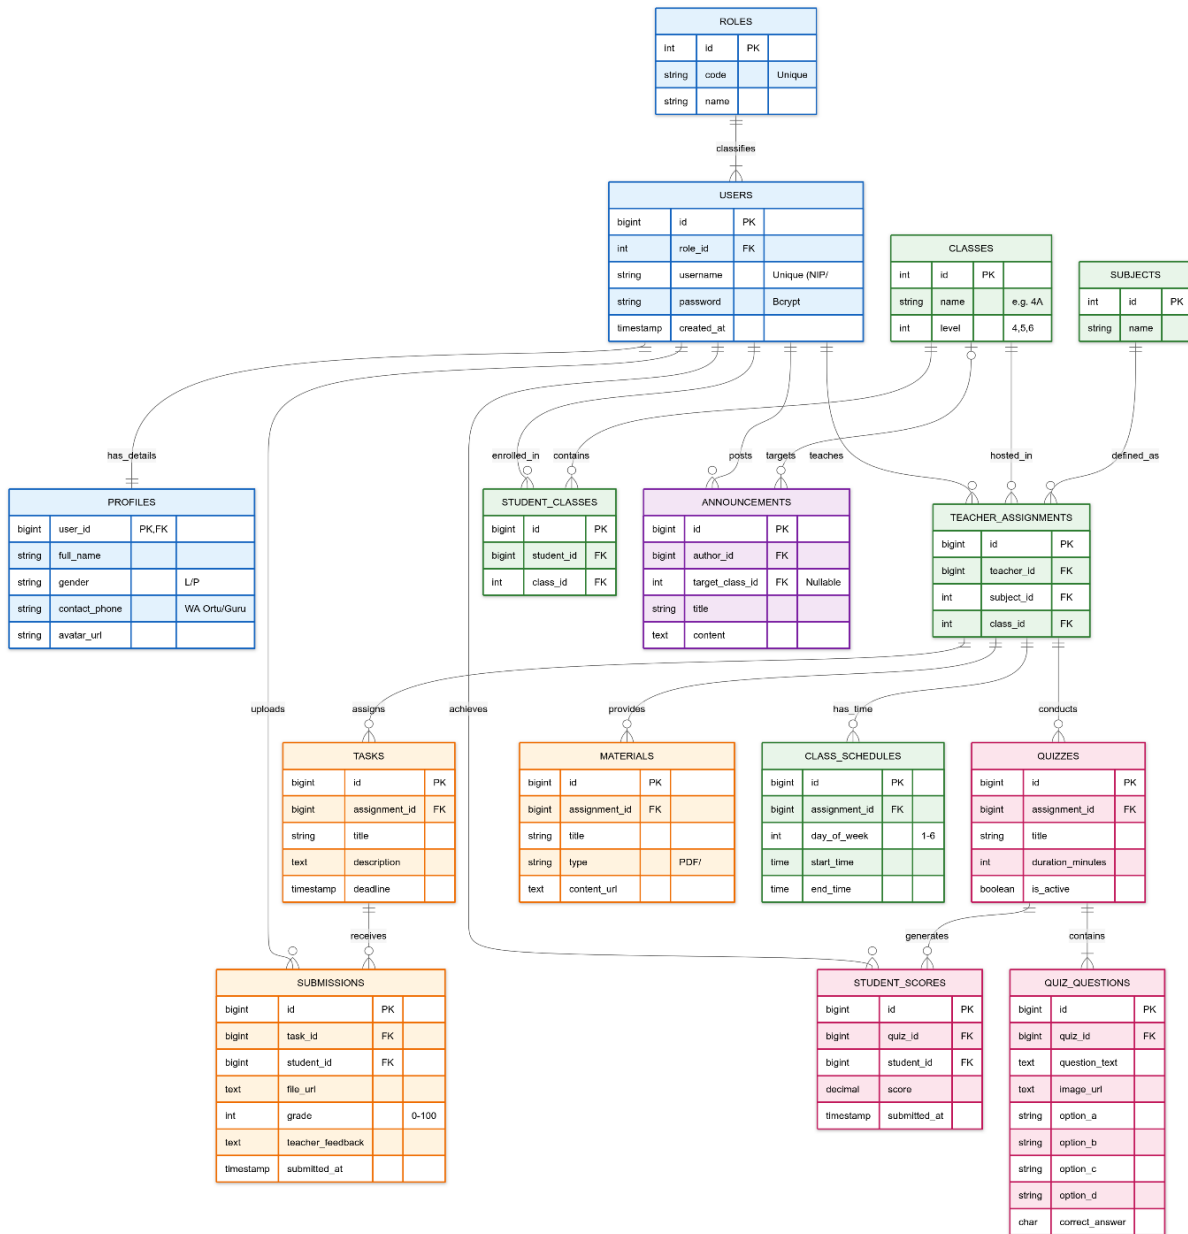 ROLES
int id PK
string code Unique
string name
classifies
USERS
bigint id PK
int role_id FK
string username Unique (NIP/
string password Bcrypt
timestamp created_at
CLASSES
int id PK
string name e.g. 4A
int level 4,5,6
SUBJECTS
int id PK
string name
has_details
enrolled_in
contains
posts
targets
teaches
hosted_in
defined_as
PROFILES
bigint user_id PK,FK
string full_name
string gender L/P
string contact_phone WA Ortu/Guru
string avatar_url
STUDENT_CLASSES
bigint id PK
bigint student_id FK
int class_id FK
ANNOUNCEMENTS
bigint id PK
bigint author_id FK
int target_class_id FK Nullable
string title
text content
TEACHER_ASSIGNMENTS
bigint id PK
bigint teacher_id FK
int subject_id FK
int class_id FK
uploads
assigns
achieves
provides
has_time
conducts
TASKS
bigint id PK
bigint assignment_id FK
string title
text description
timestamp deadline
MATERIALS
bigint id PK
bigint assignment_id FK
string title
string type PDF/
text content_url
CLASS_SCHEDULES
bigint id PK
bigint assignment_id FK
int day_of_week 1-6
time start_time
time end_time
QUIZZES
bigint id PK
bigint assignment_id FK
string title
int duration_minutes
boolean is_active
receives
generates
contains
SUBMISSIONS
bigint id PK
bigint task_id FK
bigint student_id FK
text file_url
int grade 0-100
text teacher_feedback
timestamp submitted_at
STUDENT_SCORES
bigint id PK
bigint quiz_id FK
bigint student_id FK
decimal score
timestamp submitted_at
QUIZ_QUESTIONS
bigint id PK
bigint quiz_id FK
text question_text
text image_url
string option_a
string option_b
string option_c
string option_d
char correct_answer